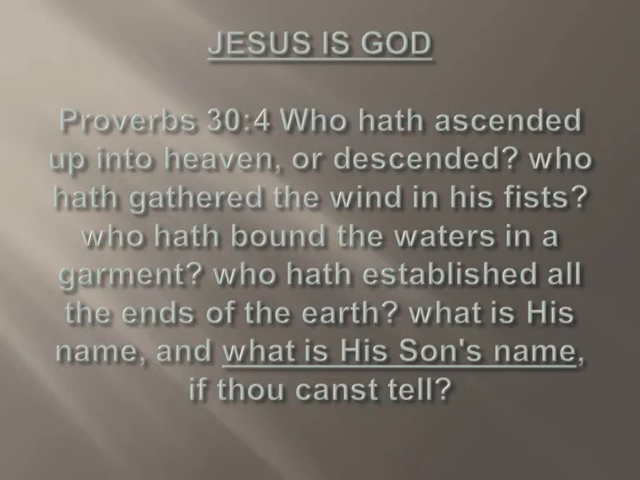 JESUS IS GOD
Proverbs 30:4 Who hath ascended
up into heaven, or descended? who
hath gathered the wind in his fists?
who hath bound the waters in a
garment? who hath established all
the ends of the earth? what is His
name, and what is His Son's name,
if thou canst tell?